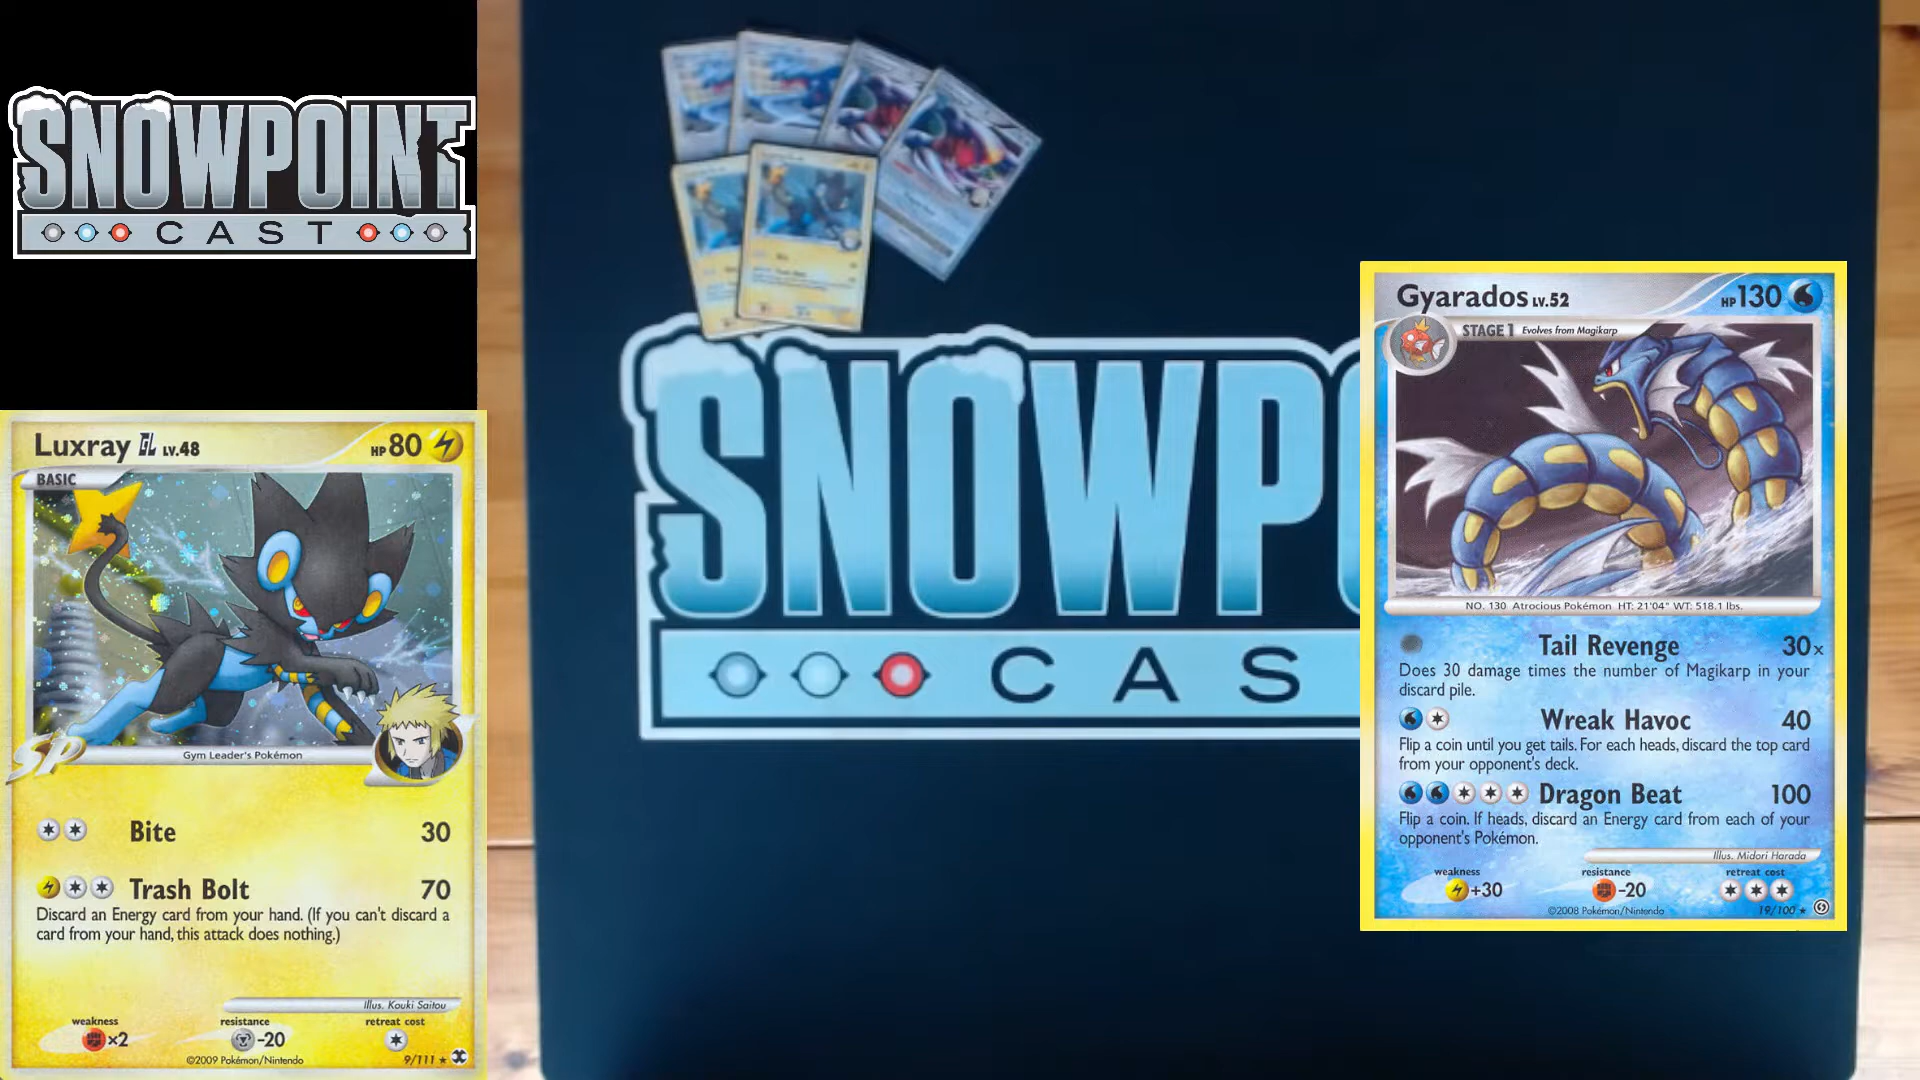 SNOWPOINT
CAST
Luxray GL LV.48
HP 80
BASIC
SP
Gym Leader's Pokémon
Bite 30
Trash Bolt 70
Discard an Energy card from your hand. (If you can't discard a
card from your hand, this attack does nothing.)
Illus. Kouki Saitou
weakness resistance retreat cost
×2 -20
©2009 Pokémon/Nintendo 9/111
SNOWP
CAS
Gyarados LV.52
HP 130
STAGE 1 Evolves from Magikarp
NO. 130 Atrocious Pokémon HT: 21'04" WT: 518.1 lbs.
Tail Revenge 30x
Does 30 damage times the number of Magikarp in your
discard pile.
Wreak Havoc 40
Flip a coin until you get tails. For each heads, discard the top card
from your opponent's deck.
Dragon Beat 100
Flip a coin. If heads, discard an Energy card from each of your
opponent's Pokémon.
Illus. Midori Harada
weakness resistance retreat cost
+30 -20
©2008 Pokémon/Nintendo 19/100